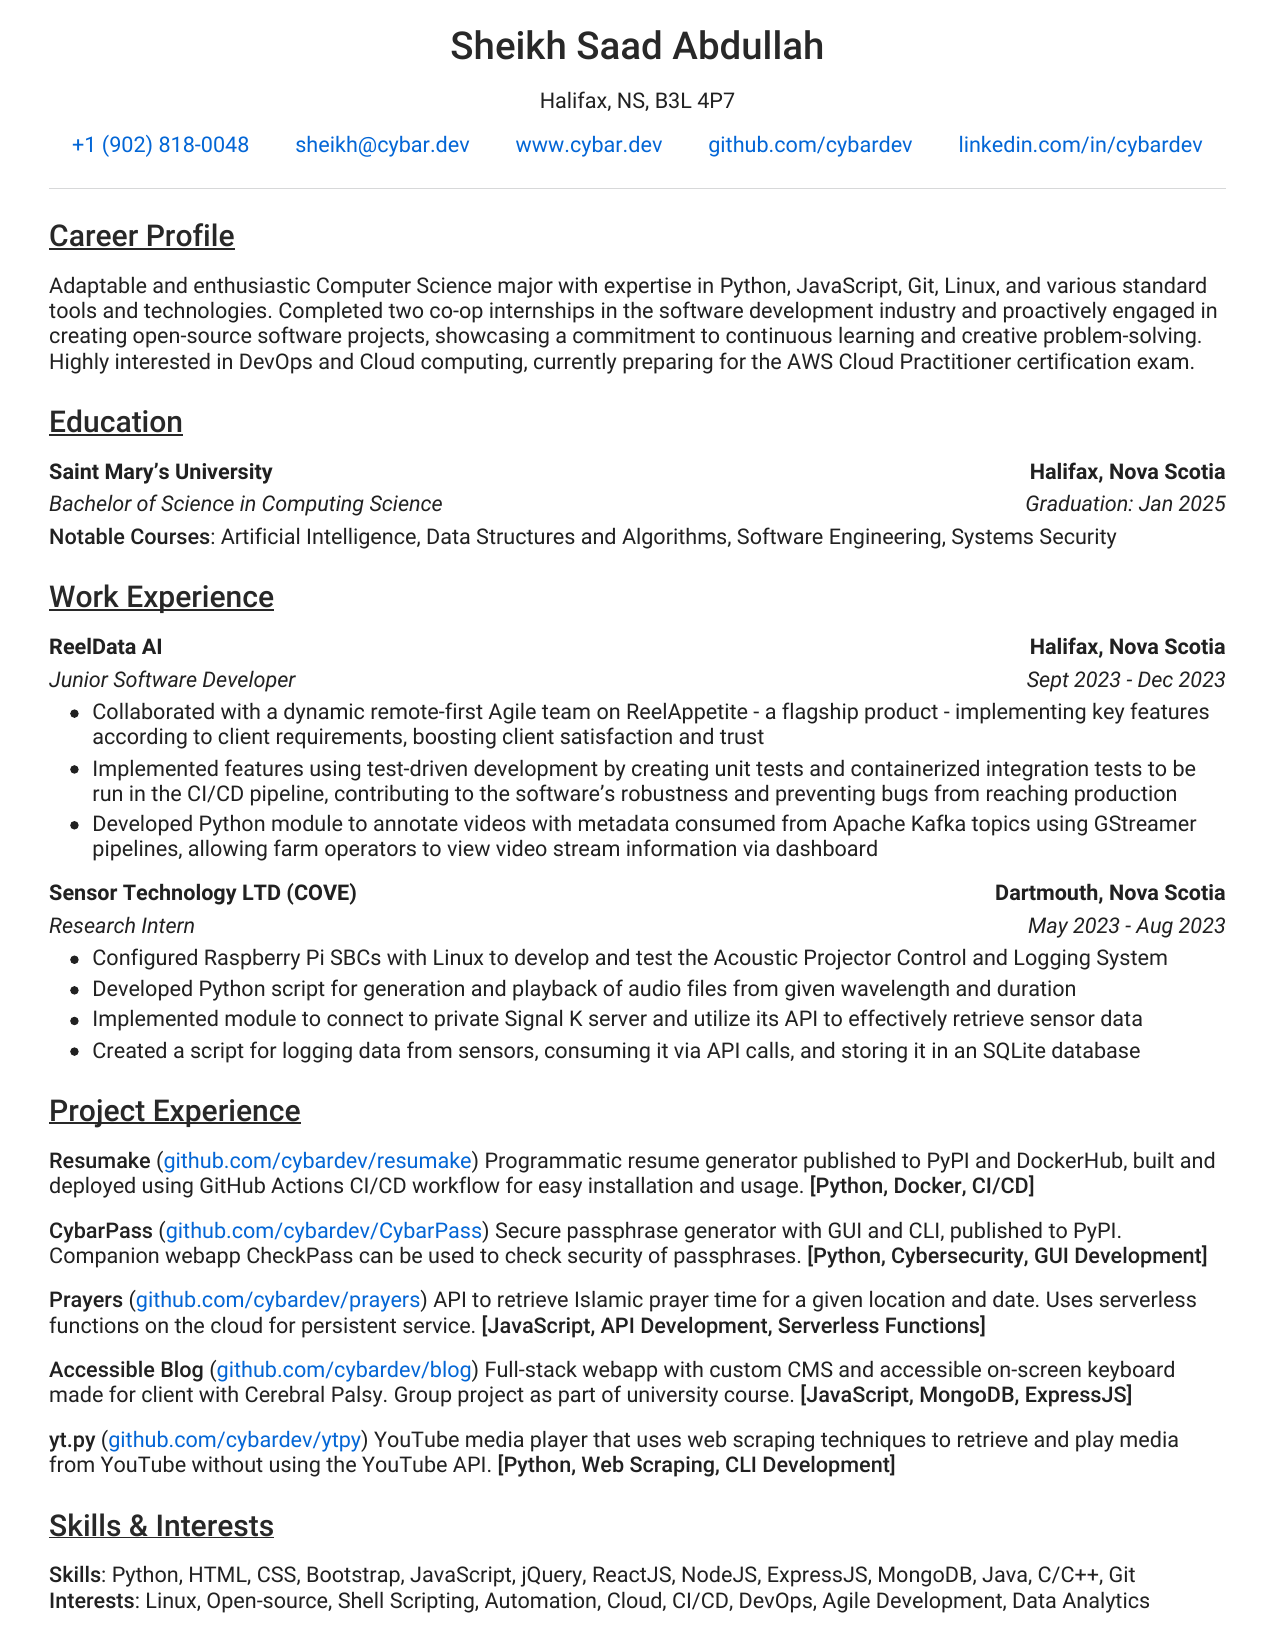 Sheikh Saad Abdullah
Halifax, NS, B3L 4P7
+1 (902) 818-0048 sheikh@cybar.dev www.cybar.dev github.com/cybardev linkedin.com/in/cybardev
Career Profile
Adaptable and enthusiastic Computer Science major with expertise in Python, JavaScript, Git, Linux, and various standard
tools and technologies. Completed two co-op internships in the software development industry and proactively engaged in
creating open-source software projects, showcasing a commitment to continuous learning and creative problem-solving.
Highly interested in DevOps and Cloud computing, currently preparing for the AWS Cloud Practitioner certification exam.
Education
Saint Mary’s University Halifax, Nova Scotia
Bachelor of Science in Computing Science Graduation: Jan 2025
Notable Courses: Artificial Intelligence, Data Structures and Algorithms, Software Engineering, Systems Security
Work Experience
ReelData AI Halifax, Nova Scotia
Junior Software Developer Sept 2023 - Dec 2023
● Collaborated with a dynamic remote-first Agile team on ReelAppetite - a flagship product - implementing key features
according to client requirements, boosting client satisfaction and trust
● Implemented features using test-driven development by creating unit tests and containerized integration tests to be
run in the CI/CD pipeline, contributing to the software’s robustness and preventing bugs from reaching production
● Developed Python module to annotate videos with metadata consumed from Apache Kafka topics using GStreamer
pipelines, allowing farm operators to view video stream information via dashboard
Sensor Technology LTD (COVE) Dartmouth, Nova Scotia
Research Intern May 2023 - Aug 2023
● Configured Raspberry Pi SBCs with Linux to develop and test the Acoustic Projector Control and Logging System
● Developed Python script for generation and playback of audio files from given wavelength and duration
● Implemented module to connect to private Signal K server and utilize its API to effectively retrieve sensor data
● Created a script for logging data from sensors, consuming it via API calls, and storing it in an SQLite database
Project Experience
Resumake (github.com/cybardev/resumake) Programmatic resume generator published to PyPI and DockerHub, built and
deployed using GitHub Actions CI/CD workflow for easy installation and usage. [Python, Docker, CI/CD]
CybarPass (github.com/cybardev/CybarPass) Secure passphrase generator with GUI and CLI, published to PyPI.
Companion webapp CheckPass can be used to check security of passphrases. [Python, Cybersecurity, GUI Development]
Prayers (github.com/cybardev/prayers) API to retrieve Islamic prayer time for a given location and date. Uses serverless
functions on the cloud for persistent service. [JavaScript, API Development, Serverless Functions]
Accessible Blog (github.com/cybardev/blog) Full-stack webapp with custom CMS and accessible on-screen keyboard
made for client with Cerebral Palsy. Group project as part of university course. [JavaScript, MongoDB, ExpressJS]
yt.py (github.com/cybardev/ytpy) YouTube media player that uses web scraping techniques to retrieve and play media
from YouTube without using the YouTube API. [Python, Web Scraping, CLI Development]
Skills & Interests
Skills: Python, HTML, CSS, Bootstrap, JavaScript, jQuery, ReactJS, NodeJS, ExpressJS, MongoDB, Java, C/C++, Git
Interests: Linux, Open-source, Shell Scripting, Automation, Cloud, CI/CD, DevOps, Agile Development, Data Analytics